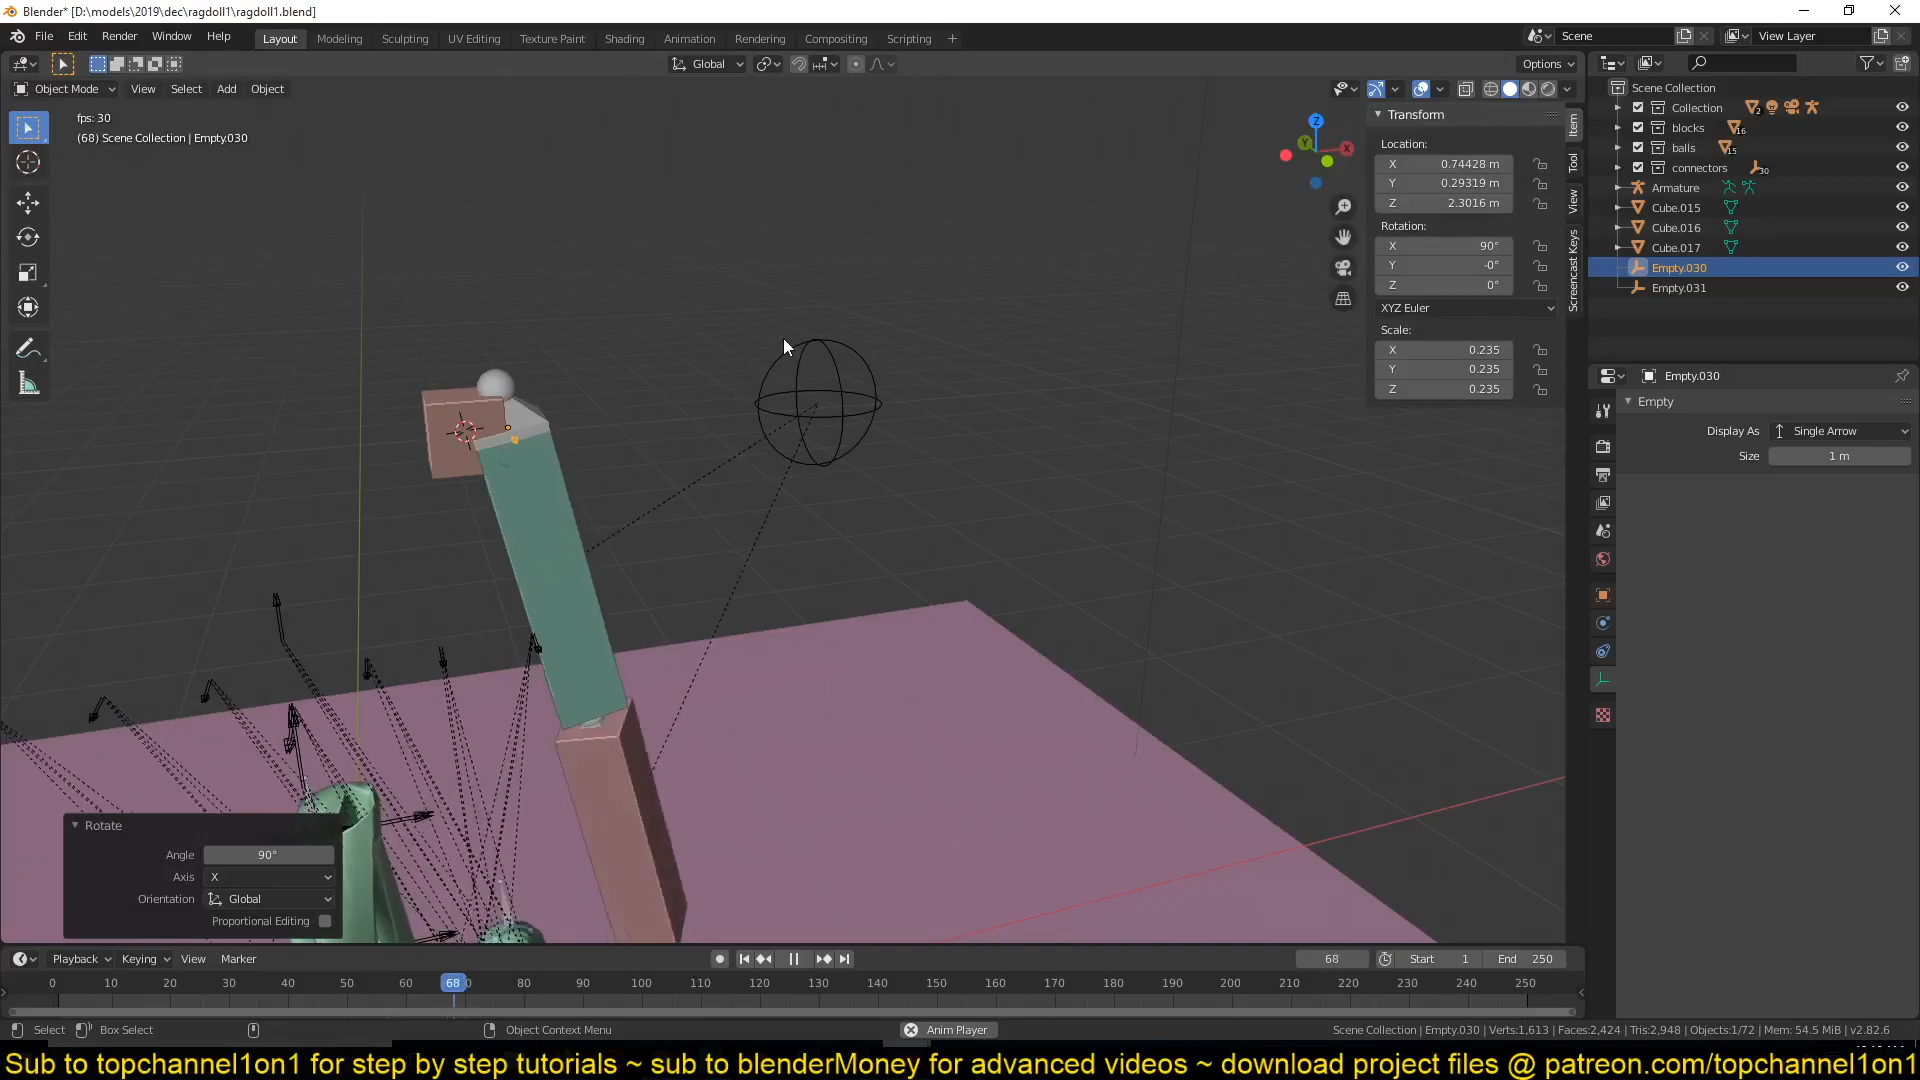 Blender* [D:\models\2019\dec\ragdoll1\ragdoll1.blend]
File Edit Render Window Help Layout Modeling Sculpting UV Editing Texture Paint Shading Animation Rendering Compositing Scripting + Scene View Layer
Global Options
Object Mode View Select Add Object
fps: 30
(68) Scene Collection | Empty.030
Transform
Location:
X 0.74428 m
Y 0.29319 m
Z 2.3016 m
Rotation:
X 90°
Y -0°
Z 0°
XYZ Euler
Scale:
X 0.235
Y 0.235
Z 0.235
Item
Tool
View
Screencast Keys
Z
Y
X
Scene Collection
Collection 2
blocks 16
balls 15
connectors 30
Armature
Cube.015
Cube.016
Cube.017
Empty.030
Empty.031
Empty.030
Empty
Display As Single Arrow
Size 1 m
Rotate
Angle 90°
Axis X
Orientation Global
Proportional Editing
Playback Keying View Marker 68 Start 1 End 250
0 10 20 30 40 50 60 68 0 80 90 100 110 120 130 140 150 160 170 180 190 200 210 220 230 240 250
Select Box Select Object Context Menu Anim Player Scene Collection | Empty.030 | Verts:1,613 | Faces:2,424 | Tris:2,948 | Objects:1/72 | Mem: 54.5 MiB | v2.82.6
Sub to topchannel1on1 for step by step tutorials ~ sub to blenderMoney for advanced videos ~ download project files @ patreon.com/topchannel1on1